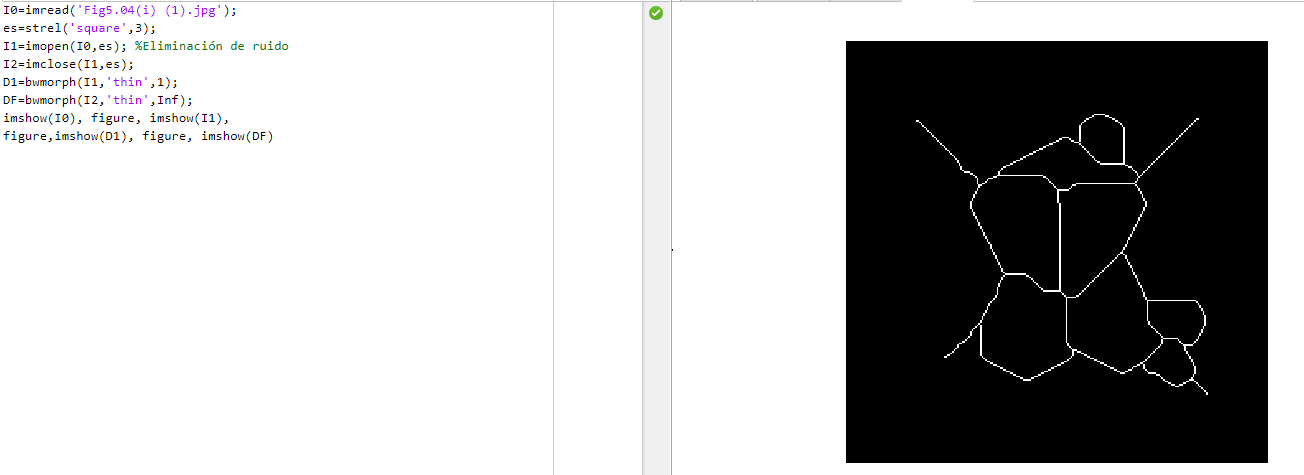 I0=imread('Fig5.04(i) (1).jpg');
es=strel('square',3);
I1=imopen(I0,es); %Eliminación de ruido
I2=imclose(I1,es);
D1=bwmorph(I1,'thin',1);
DF=bwmorph(I2,'thin',Inf);
imshow(I0), figure, imshow(I1),
figure,imshow(D1), figure, imshow(DF)